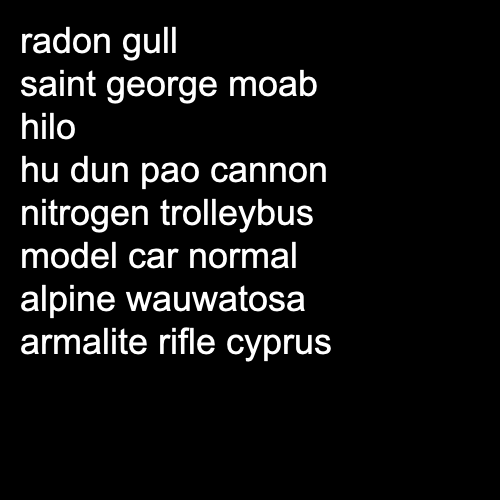 radon gull
saint george moab
hilo
hu dun pao cannon
nitrogen trolleybus
model car normal
alpine wauwatosa
armalite rifle cyprus